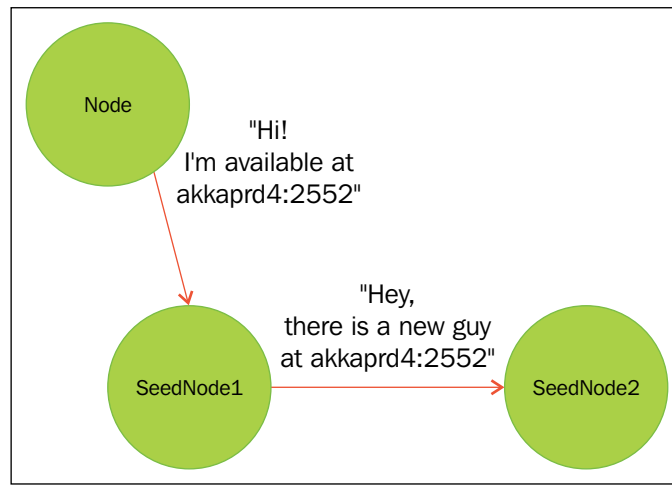 Node
"Hi!
I'm available at
akkaprd4:2552"
"Hey,
there is a new guy
at akkaprd4:2552"
SeedNode1
SeedNode2